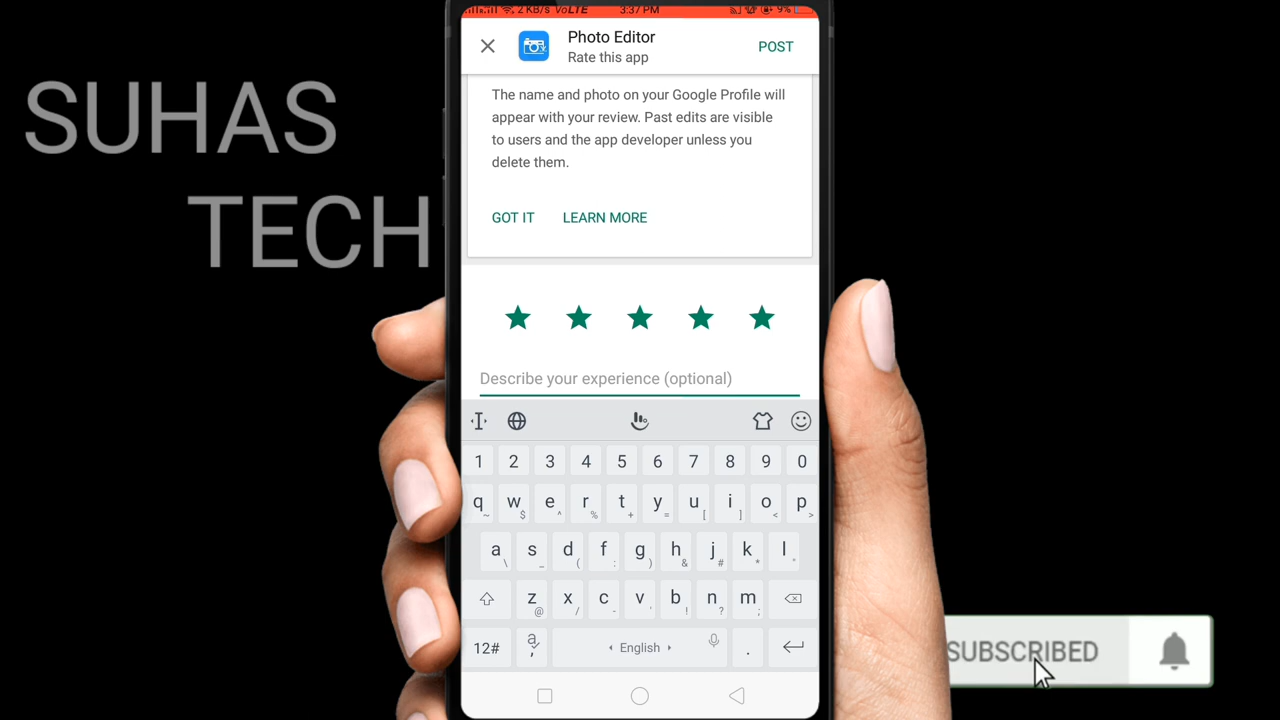 SUHAS
TECH
2 KB/s VoLTE 3:37 PM 9%
Photo Editor
Rate this app
POST
The name and photo on your Google Profile will
appear with your review. Past edits are visible
to users and the app developer unless you
delete them.
GOT IT LEARN MORE
Describe your experience (optional)
1 2 3 4 5 6 7 8 9 0
q w e r t y u i o p
~ $ ^ % + = [ ] < >
a s d f g h j k l
\ _ ( : ) & # * "
z x c v b n m
@ / - ' ! ? ;
12# a , English .
SUBSCRIBED